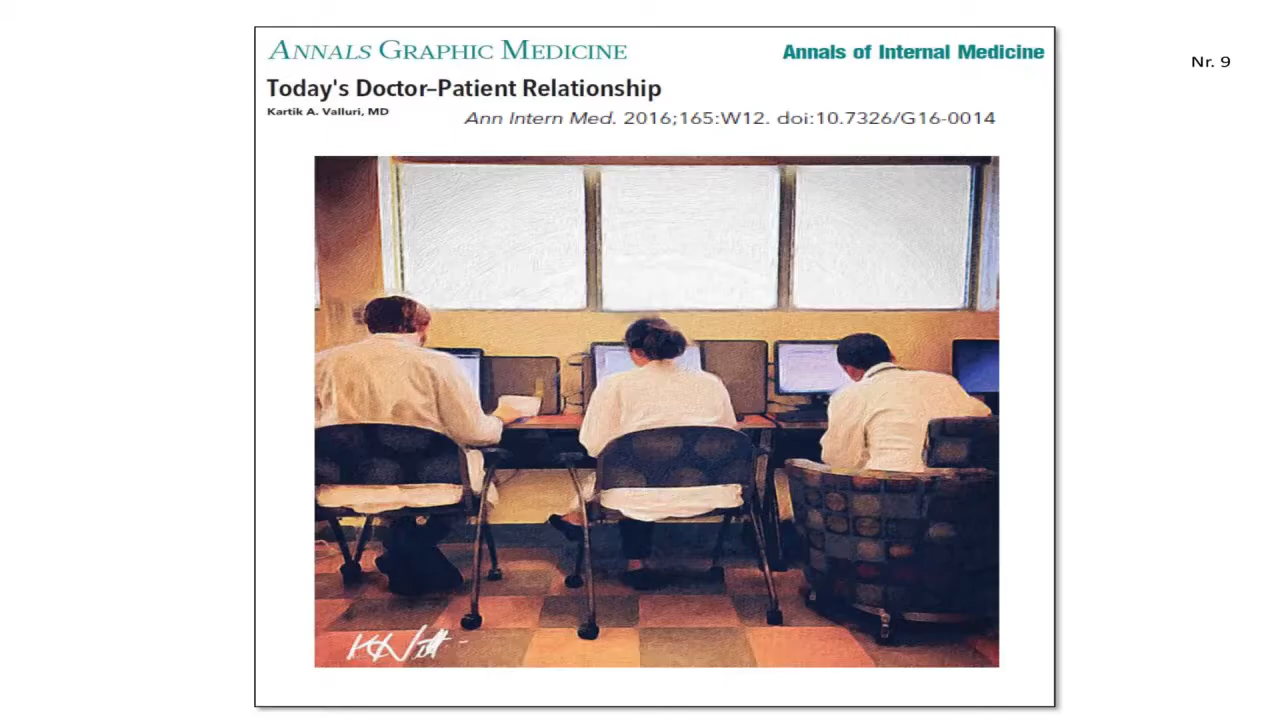 ANNALS GRAPHIC MEDICINE
Annals of Internal Medicine
Nr. 9
Today's Doctor–Patient Relationship
Kartik A. Valluri, MD
Ann Intern Med. 2016;165:W12. doi:10.7326/G16-0014